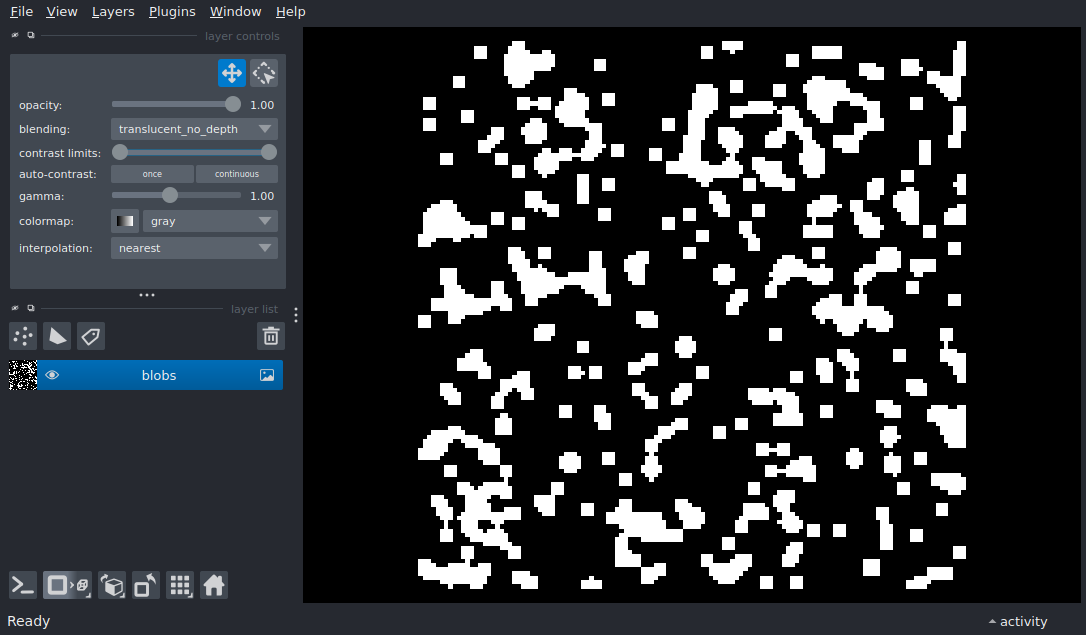 File View Layers Plugins Window Help
layer controls
opacity: 1.00
blending: translucent_no_depth
contrast limits:
auto-contrast: once continuous
gamma: 1.00
colormap: gray
interpolation: nearest
layer list
blobs
Ready
activity